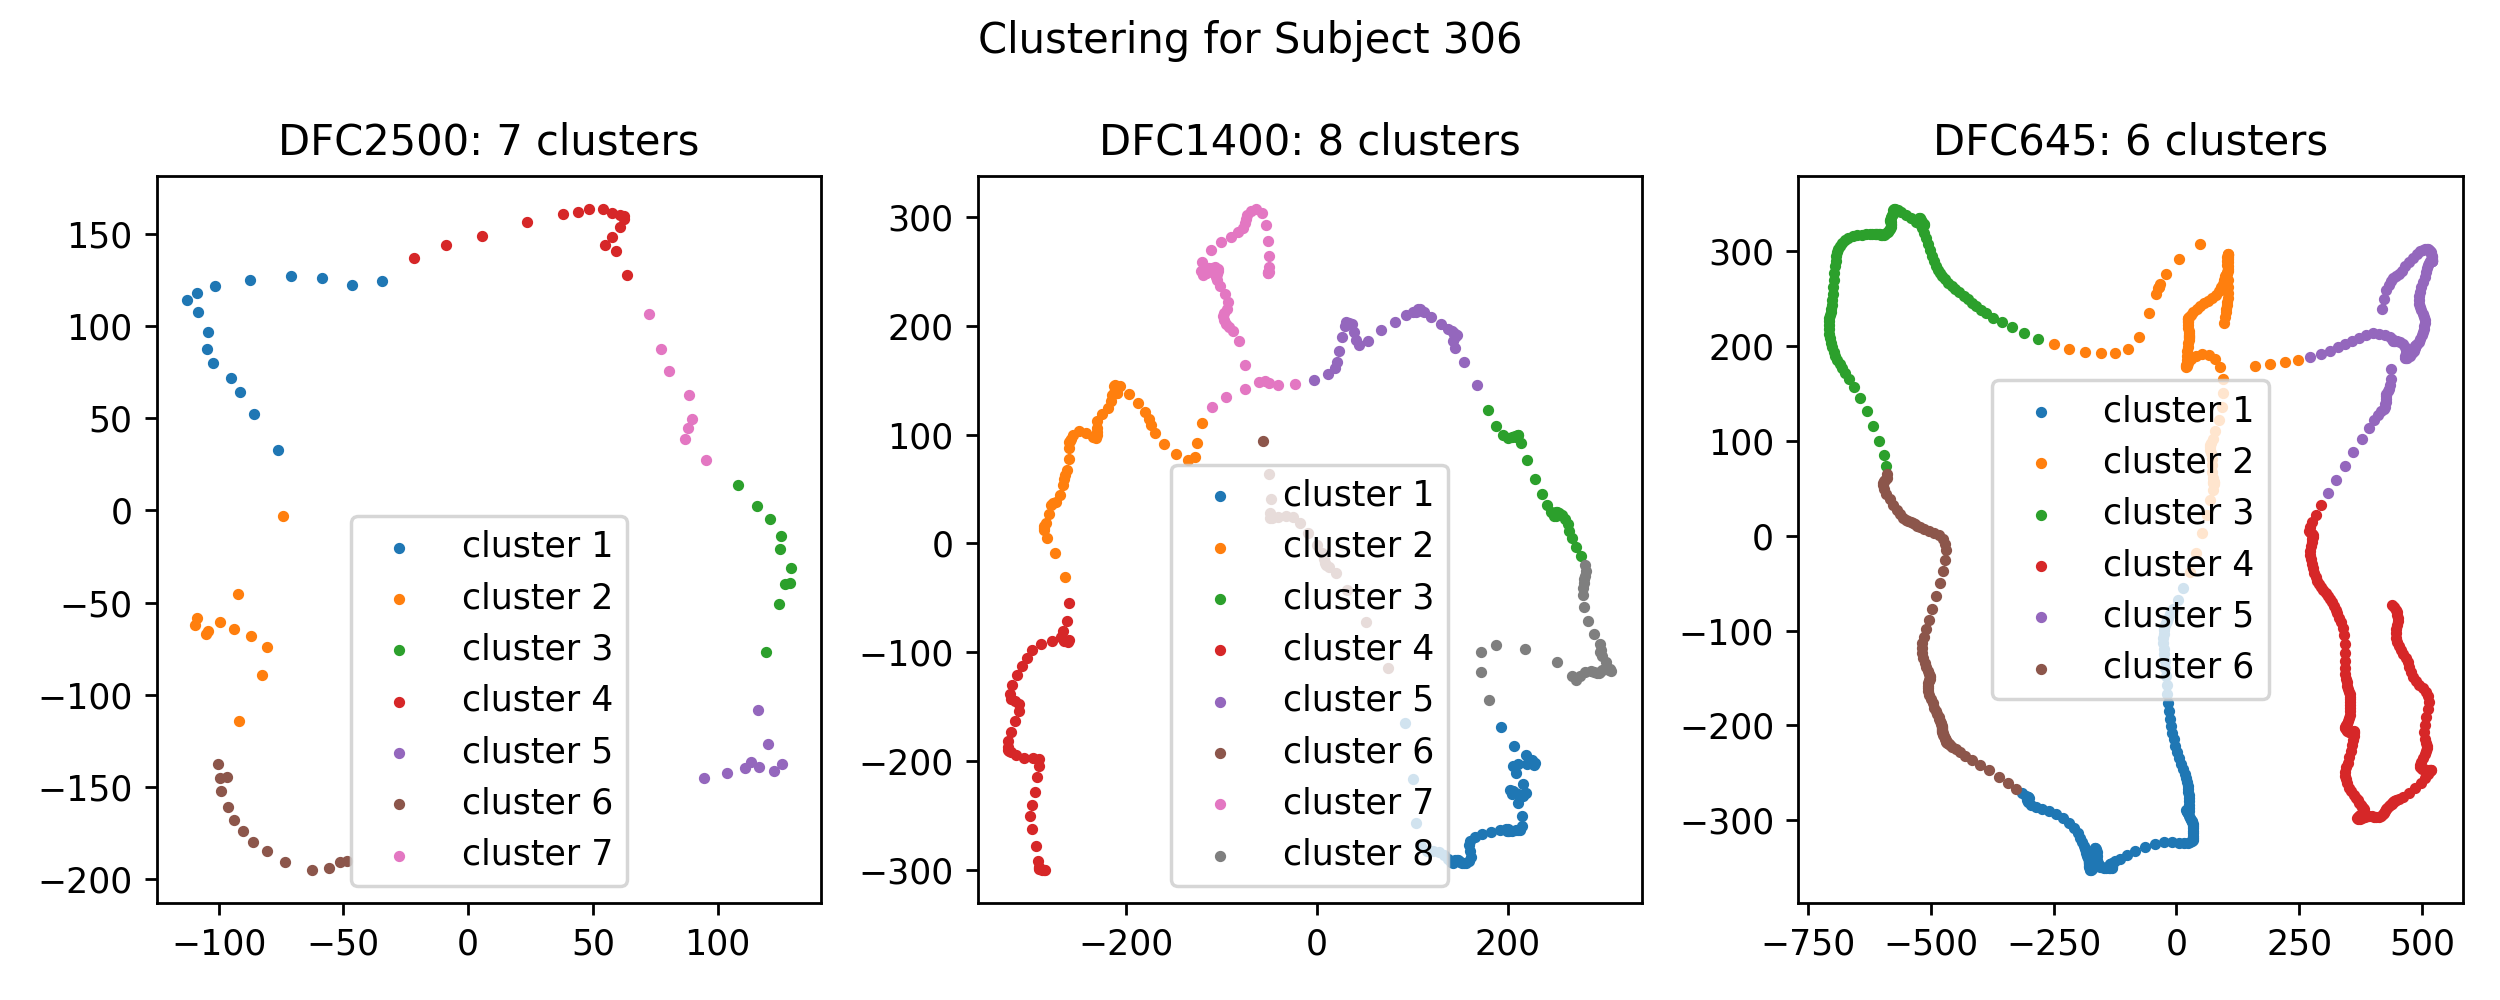 Clustering for Subject 306
DFC2500: 7 clusters
150
100
50
0
−50
−100
−150
−200
−100
−50
0
50
100
cluster 1
cluster 2
cluster 3
cluster 4
cluster 5
cluster 6
cluster 7
DFC1400: 8 clusters
300
200
100
0
−100
−200
−300
−200
0
200
cluster 1
cluster 2
cluster 3
cluster 4
cluster 5
cluster 6
cluster 7
cluster 8
DFC645: 6 clusters
300
200
100
0
−100
−200
−300
−750
−500
−250
0
250
500
cluster 1
cluster 2
cluster 3
cluster 4
cluster 5
cluster 6